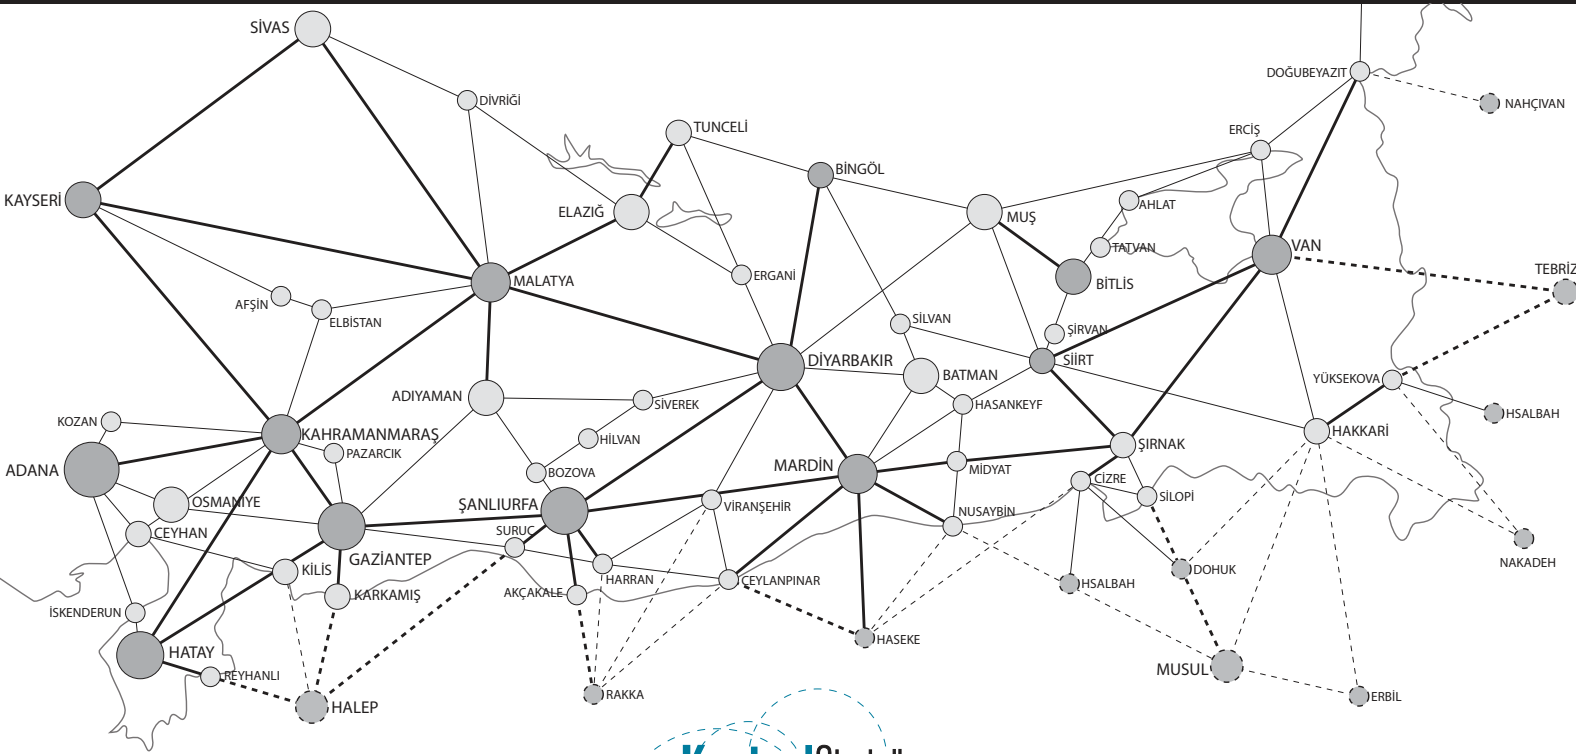 SİVAS
DİVRİĞİ
TUNCELİ
DOĞUBEYAZIT
NAHÇIVAN
ERCİŞ
BİNGÖL
KAYSERİ
ELAZIĞ
MUŞ
AHLAT
TATVAN
VAN
TEBRİZ
MALATYA
ERGANİ
BİTLİS
AFŞİN
ELBİSTAN
SİLVAN
ŞİRVAN
DİYARBAKIR
SİİRT
ADIYAMAN
BATMAN
YÜKSEKOVA
SİVEREK
HASANKEYF
HSALBAH
KOZAN
KAHRAMANMARAŞ
HİLVAN
HAKKARİ
PAZARCIK
ŞIRNAK
ADANA
BOZOVA
MARDİN
MİDYAT
CİZRE
OSMANIYE
ŞANLIURFA
VİRANŞEHİR
SİLOPİ
CEYHAN
SURUC
NUSAYBİN
GAZİANTEP
NAKADEH
KİLİS
HARRAN
CEYLANPINAR
HSALBAH
DOHUK
KARKAMIŞ
AKÇAKALE
İSKENDERUN
HASEKE
HATAY
REYHANLI
MUSUL
RAKKA
ERBİL
HALEP